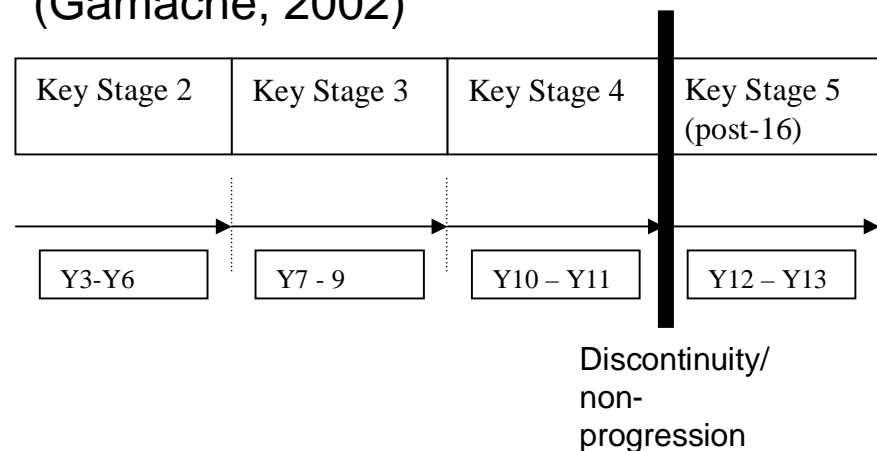 (Gamache, 2002)
Key Stage 2
Key Stage 3
Key Stage 4
Key Stage 5
(post-16)
Y3-Y6
Y7 - 9
Y10 – Y11
Y12 – Y13
Discontinuity/
non-
progression